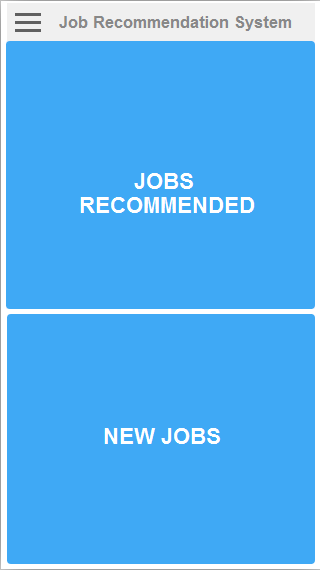 Job Recommendation System
JOBS
RECOMMENDED
NEW JOBS